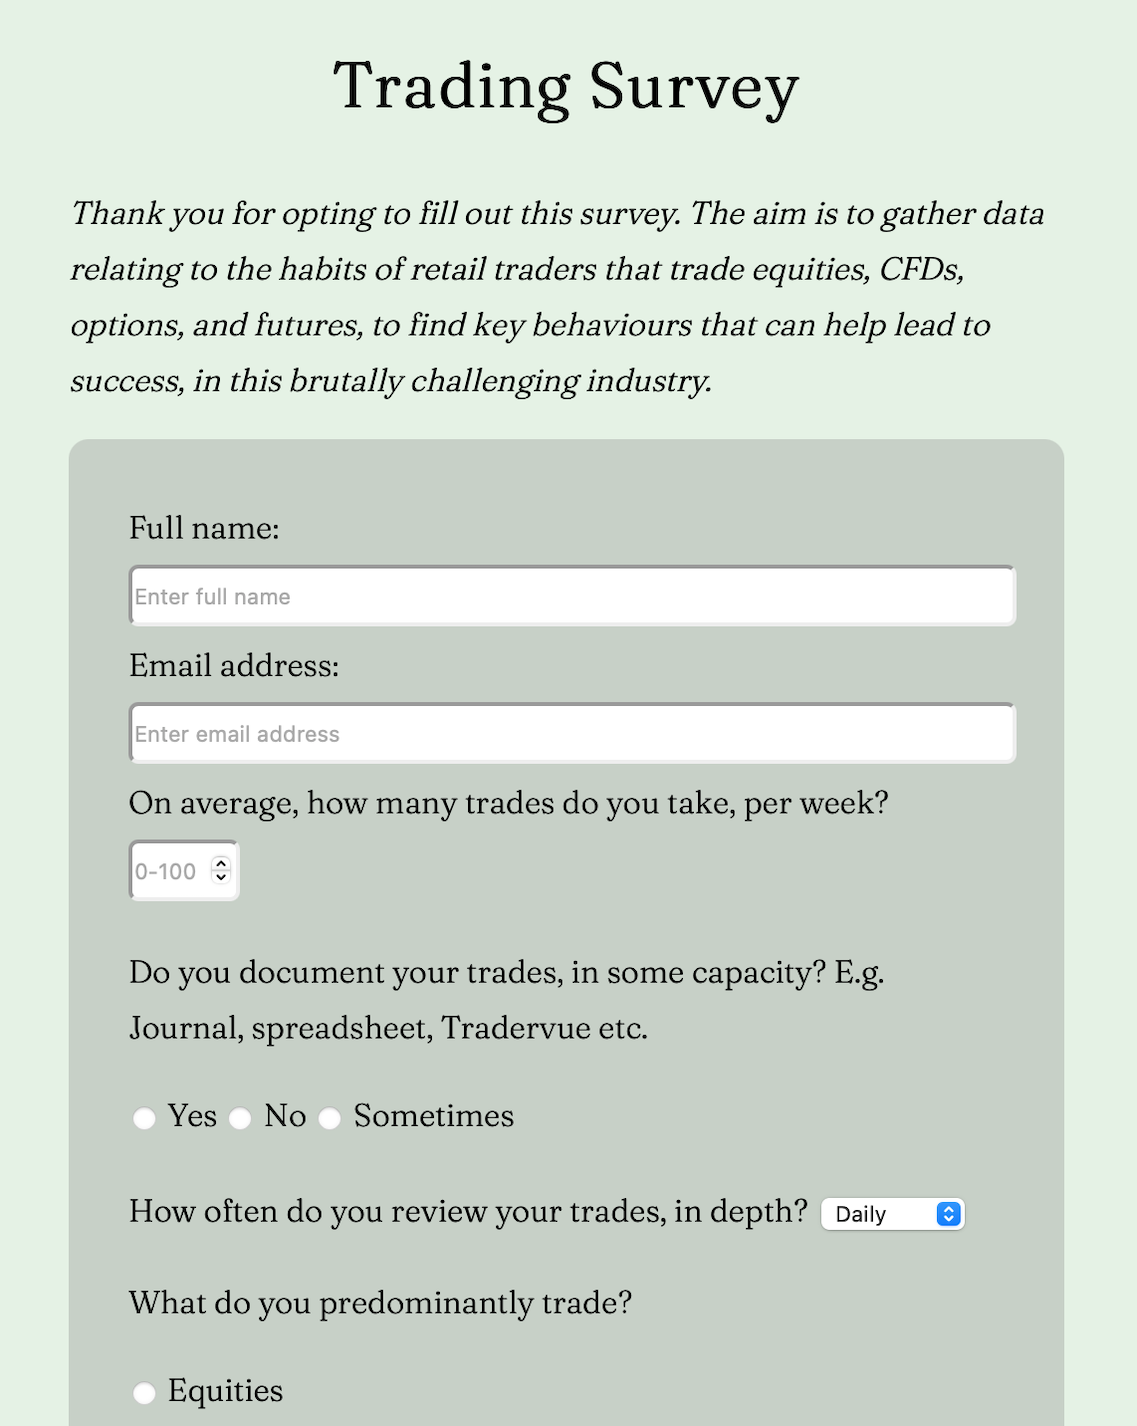 Trading Survey
Thank you for opting to fill out this survey. The aim is to gather data
relating to the habits of retail traders that trade equities, CFDs,
options, and futures, to find key behaviours that can help lead to
success, in this brutally challenging industry.
Full name:
Enter full name
Email address:
Enter email address
On average, how many trades do you take, per week?
0-100
Do you document your trades, in some capacity? E.g.
Journal, spreadsheet, Tradervue etc.
Yes No Sometimes
How often do you review your trades, in depth? Daily
What do you predominantly trade?
Equities